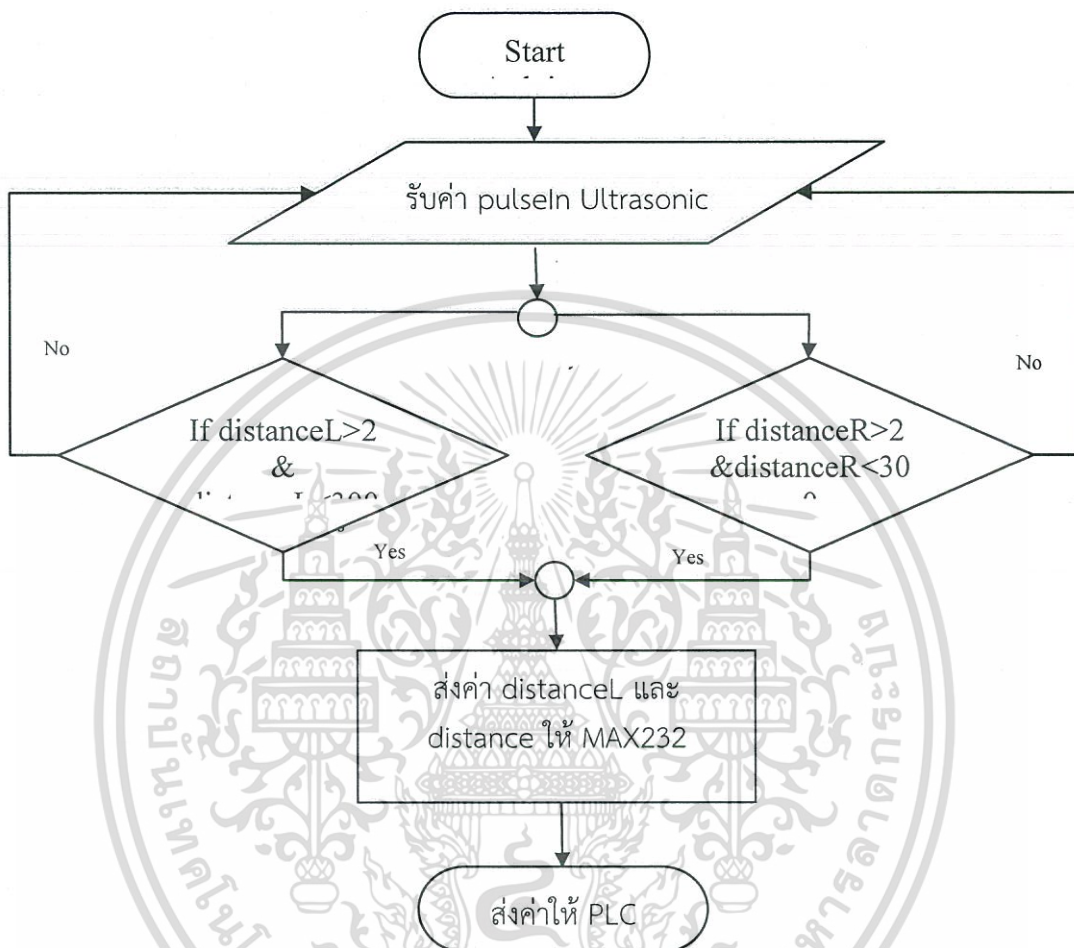 Start
รับค่า pulseIn Ultrasonic
No
No
If distanceL>2
&
If distanceR>2
&distanceR<30
Yes
Yes
ส่งค่า distanceL และ
distance ให้ MAX232
ส่งค่าให้ PLC